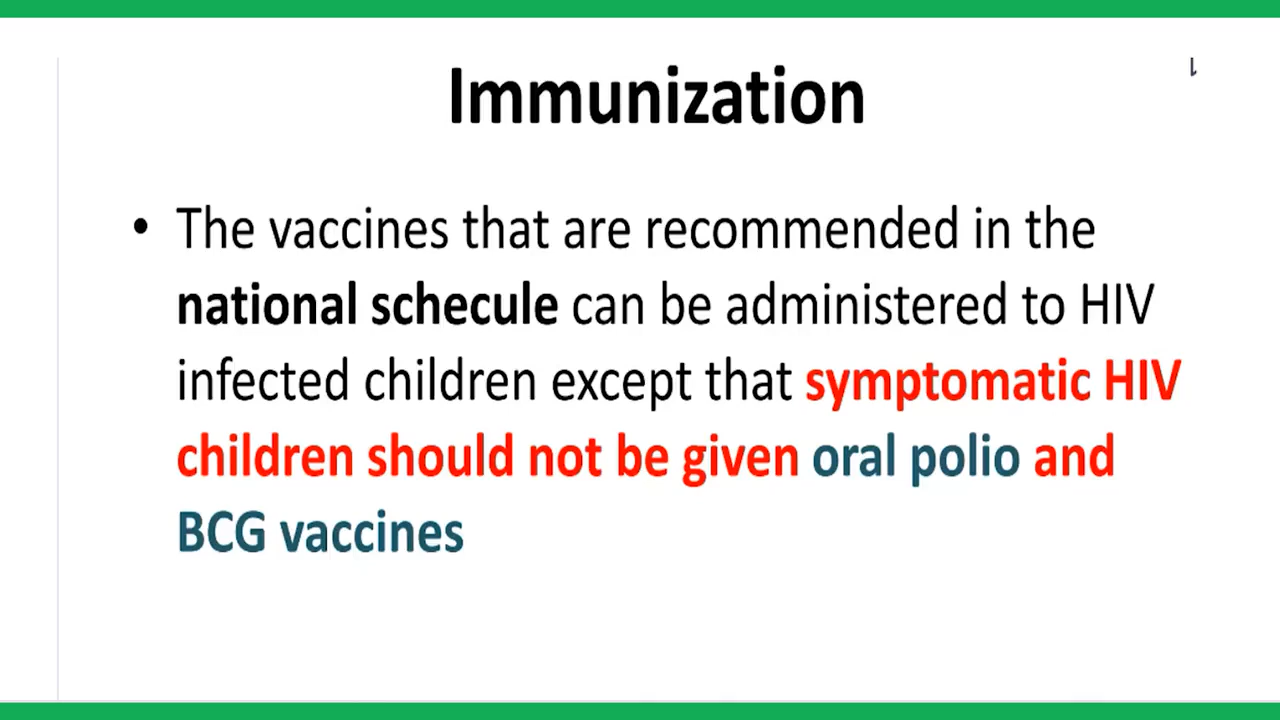 Immunization
• The vaccines that are recommended in the
national schecule can be administered to HIV
infected children except that symptomatic HIV
children should not be given oral polio and
BCG vaccines